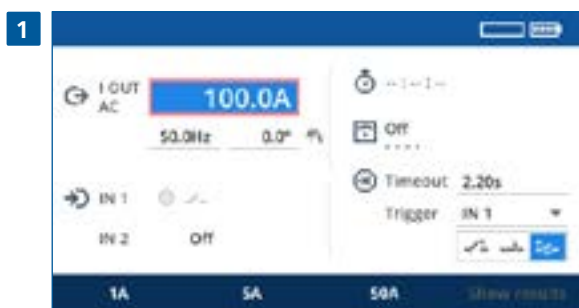 1
I OUT
AC
100.0A
50.0Hz 0.0°
IN 1
IN 2 Off
--:--:--
Off
Timeout 2.20s
Trigger IN 1
1A 5A 50A Show results